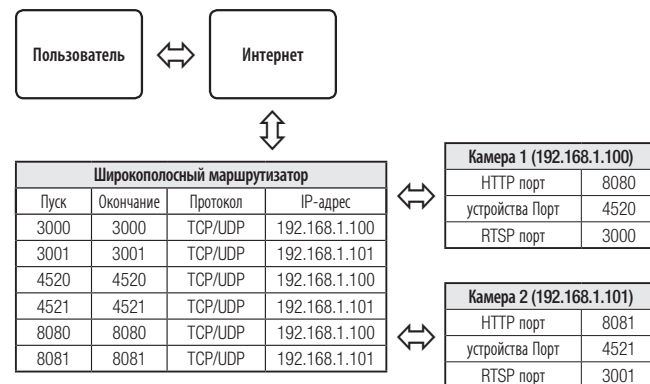 Пользователь
Интернет
Широкополосный маршрутизатор
Пуск Окончание Протокол IP-адрес
3000 3000 TCP/UDP 192.168.1.100
3001 3001 TCP/UDP 192.168.1.101
4520 4520 TCP/UDP 192.168.1.100
4521 4521 TCP/UDP 192.168.1.101
8080 8080 TCP/UDP 192.168.1.100
8081 8081 TCP/UDP 192.168.1.101
Камера 1 (192.168.1.100)
HTTP порт 8080
устройства Порт 4520
RTSP порт 3000
Камера 2 (192.168.1.101)
HTTP порт 8081
устройства Порт 4521
RTSP порт 3001